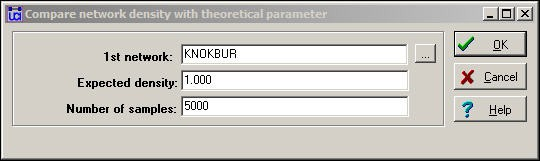 UCI Compare network density with theoretical parameter
1st network: KNOKBUR ... OK
Expected density: 1.000 Cancel
Number of samples: 5000 Help